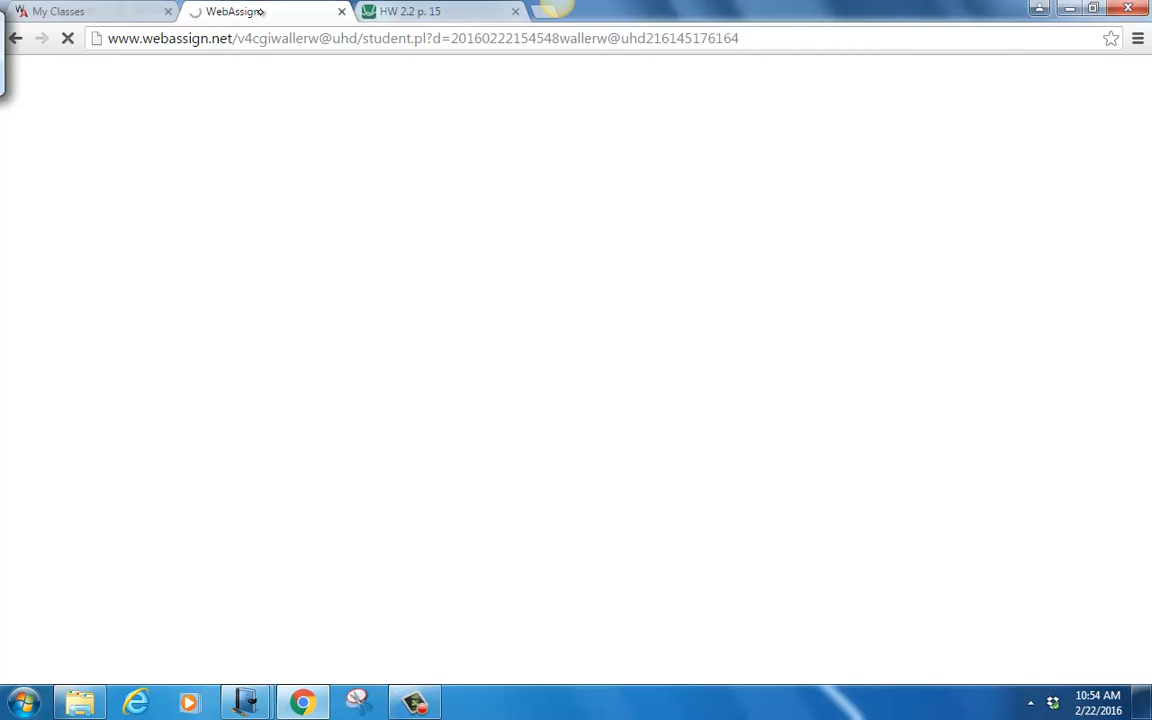 My Classes
WebAssign
HW 2.2 p. 15
www.webassign.net/v4cgiwallerw@uhd/student.pl?d=20160222154548wallerw@uhd216145176164
10:54 AM
2/22/2016